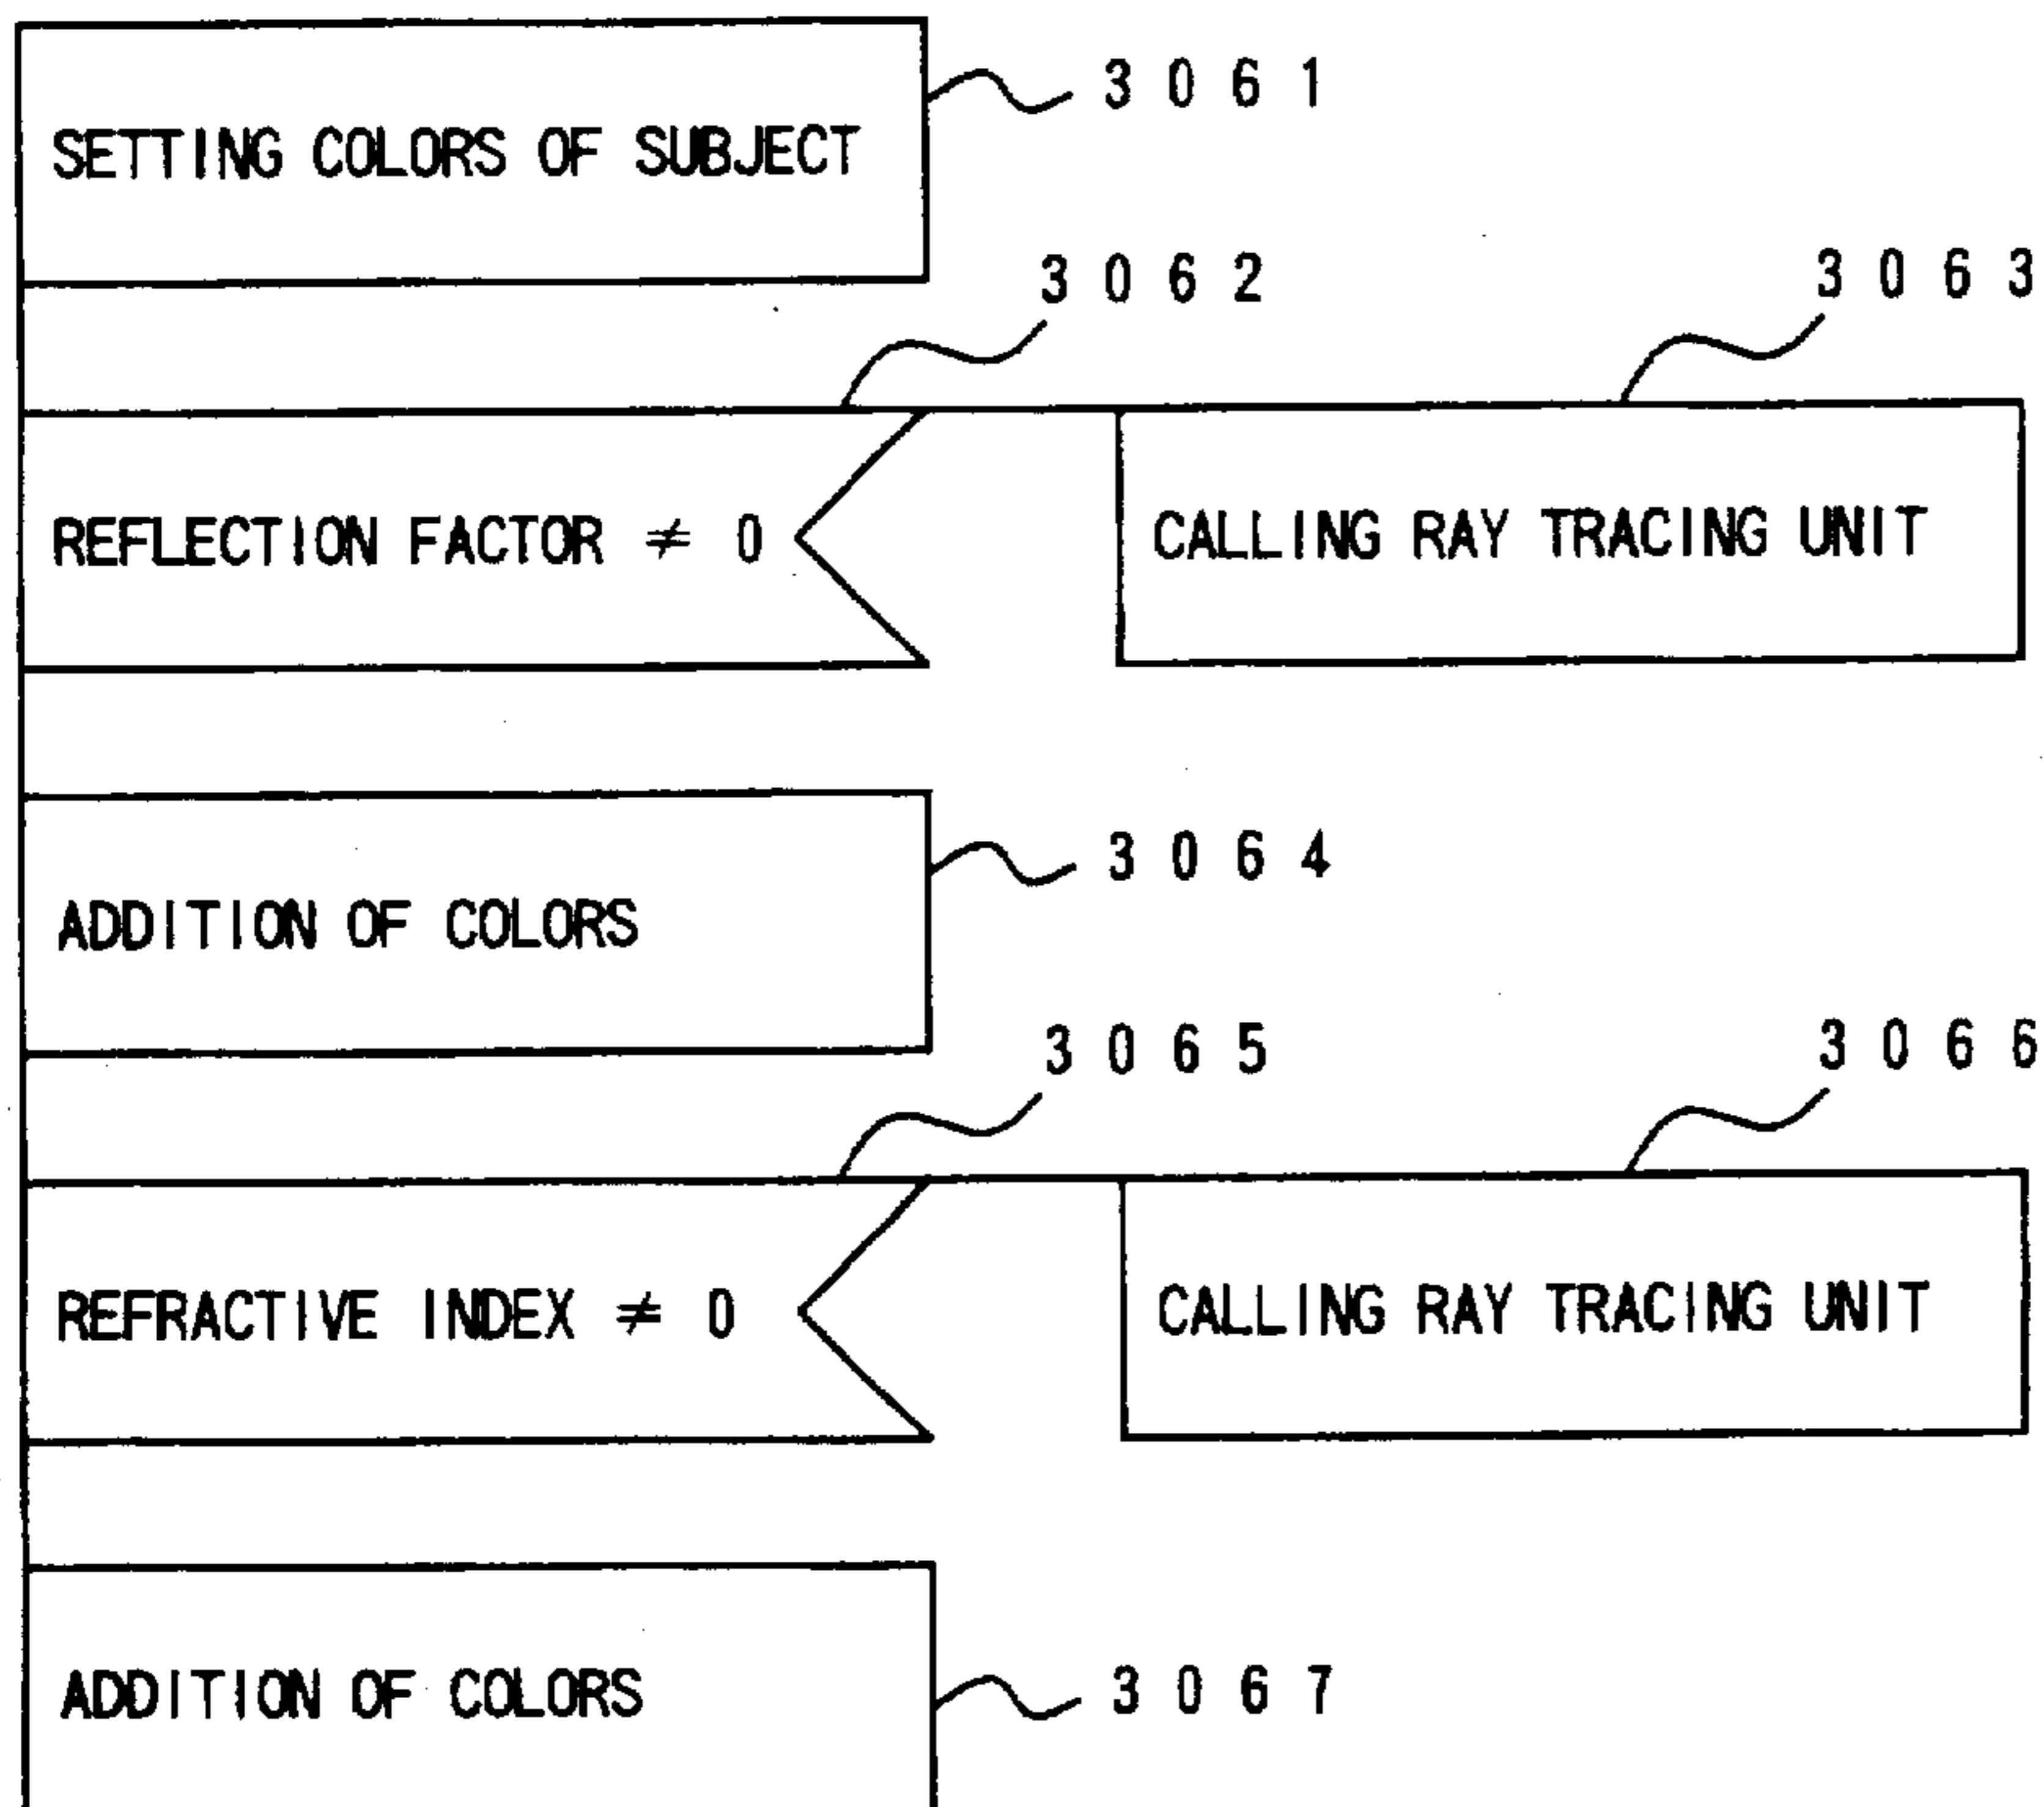 3061
SETTING COLORS OF SUBJECT
3062
3063
REFLECTION FACTOR ≠ 0
CALLING RAY TRACING UNIT
3064
ADDITION OF COLORS
3065
3066
REFRACTIVE INDEX ≠ 0
CALLING RAY TRACING UNIT
3067
ADDITION OF COLORS